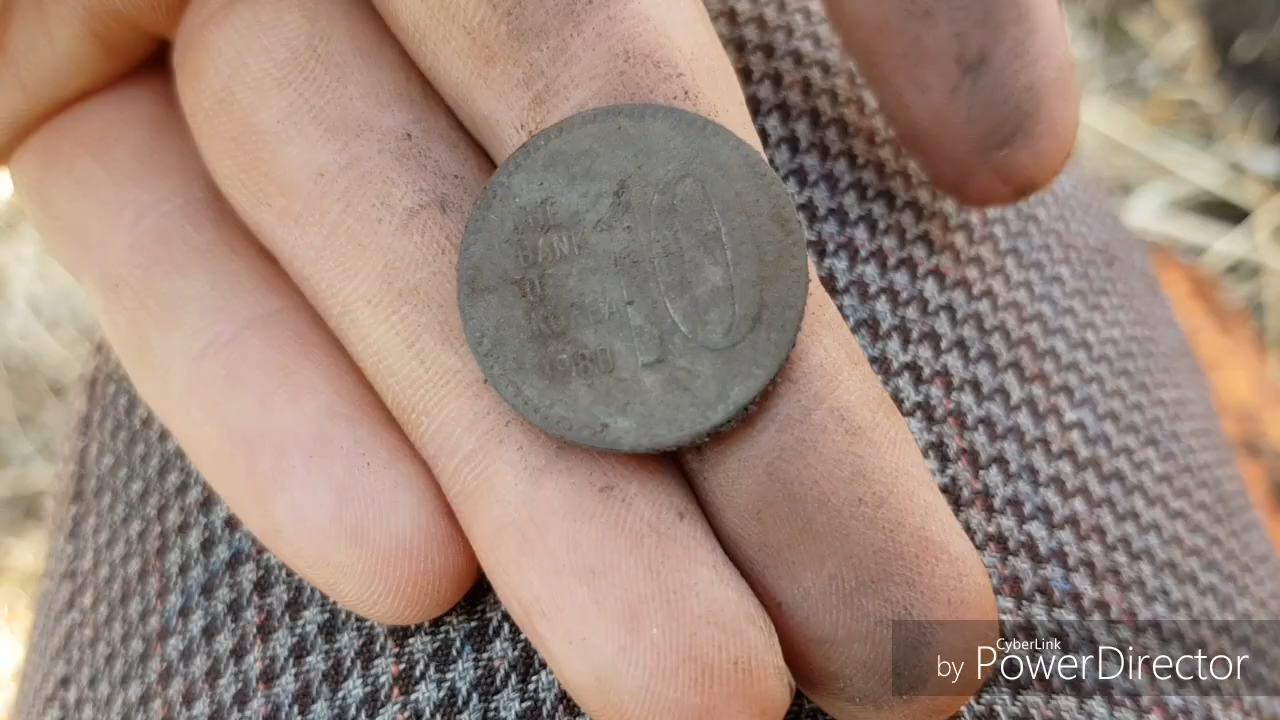 THE
BANK
OF
KOREA
1980
10
CyberLink
by PowerDirector